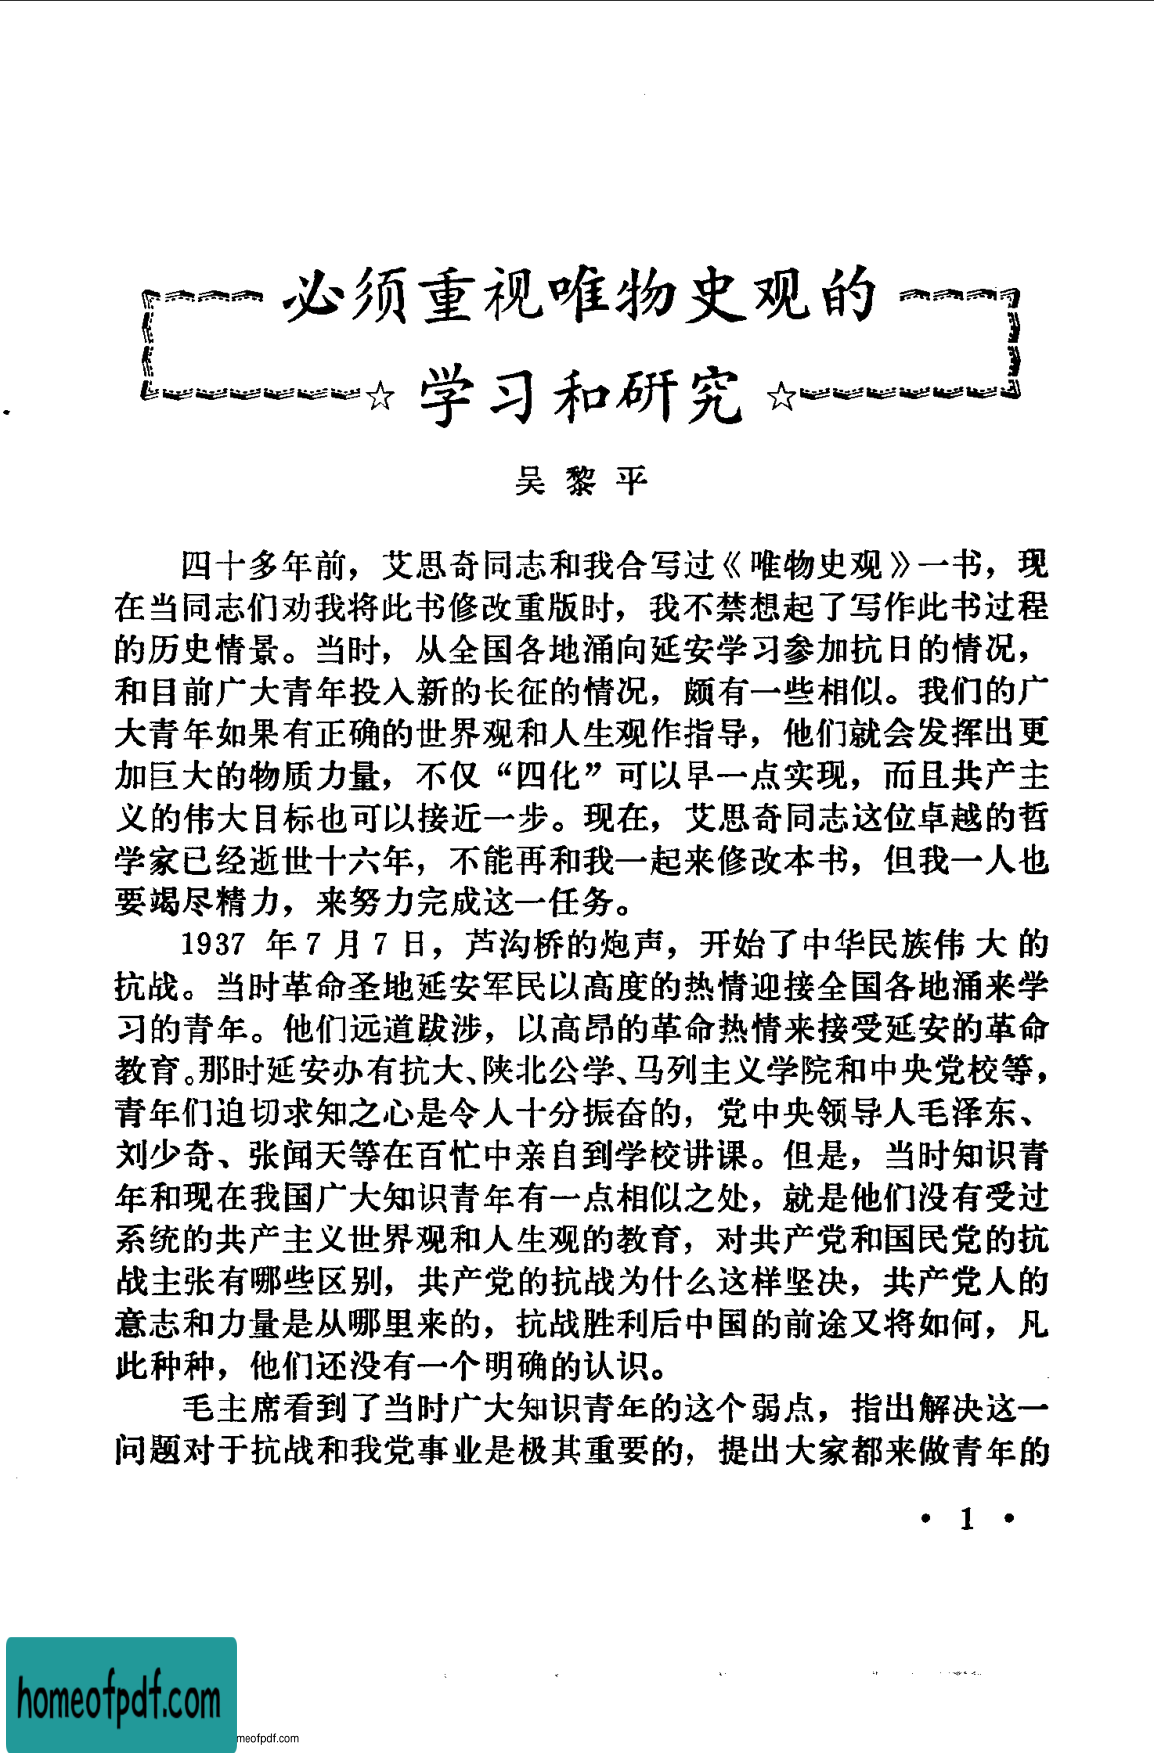 必须重视唯物史观的
☆ 学习和研究 ☆
吴黎平
四十多年前，艾思奇同志和我合写过《唯物史观》一书，现
在当同志们劝我将此书修改重版时，我不禁想起了写作此书过程
的历史情景。当时，从全国各地涌向延安学习参加抗日的情况，
和目前广大青年投入新的长征的情况，颇有一些相似。我们的广
大青年如果有正确的世界观和人生观作指导，他们就会发挥出更
加巨大的物质力量，不仅“四化”可以早一点实现，而且共产主
义的伟大目标也可以接近一步。现在，艾思奇同志这位卓越的哲
学家已经逝世十六年，不能再和我一起来修改本书，但我一人也
要竭尽精力，来努力完成这一任务。
1937 年7月7日，芦沟桥的炮声，开始了中华民族伟大的
抗战。当时革命圣地延安军民以高度的热情迎接全国各地涌来学
习的青年。他们远道跋涉，以高昂的革命热情来接受延安的革命
教育。那时延安办有抗大、陕北公学、马列主义学院和中央党校等，
青年们迫切求知之心是令人十分振奋的，党中央领导人毛泽东、
刘少奇、张闻天等在百忙中亲自到学校讲课。但是，当时知识青
年和现在我国广大知识青年有一点相似之处，就是他们没有受过
系统的共产主义世界观和人生观的教育，对共产党和国民党的抗
战主张有哪些区别，共产党的抗战为什么这样坚决，共产党人的
意志和力量是从哪里来的，抗战胜利后中国的前途又将如何，凡
此种种，他们还没有一个明确的认识。
毛主席看到了当时广大知识青年的这个弱点，指出解决这一
问题对于抗战和我党事业是极其重要的，提出大家都来做青年的
• 1 •
homeofpdf.com
meofpdf.com